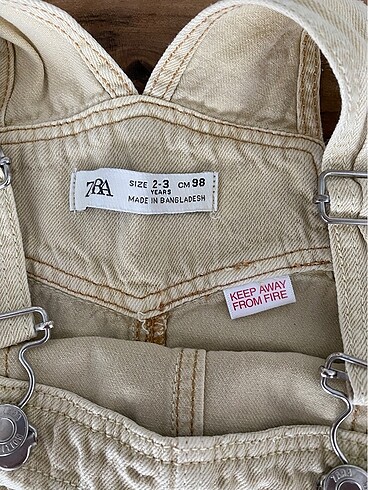 ZARA
SIZE 2-3 CM 98
YEARS
MADE IN BANGLADESH
KEEP AWAY
FROM FIRE